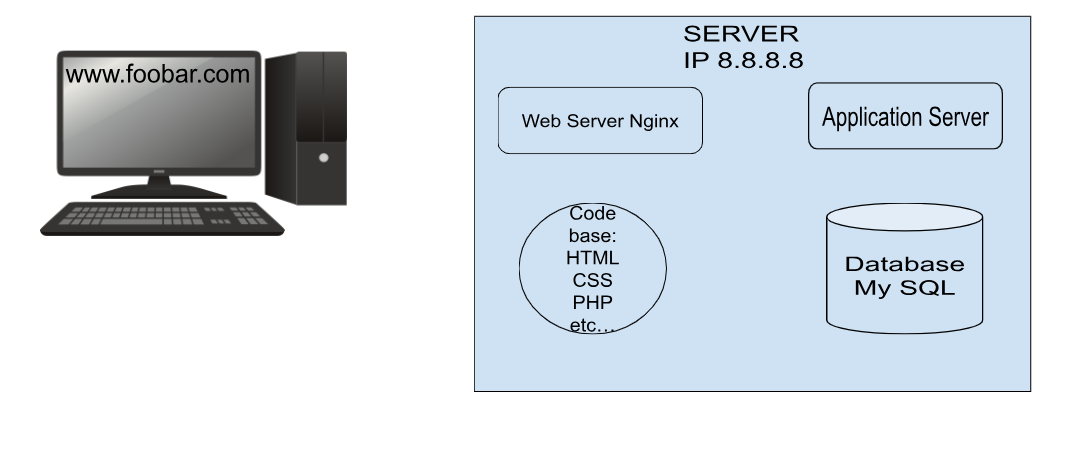 www.foobar.com
SERVER
IP 8.8.8.8
Web Server Nginx
Application Server
Code
base:
HTML
CSS
PHP
etc...
Database
My SQL